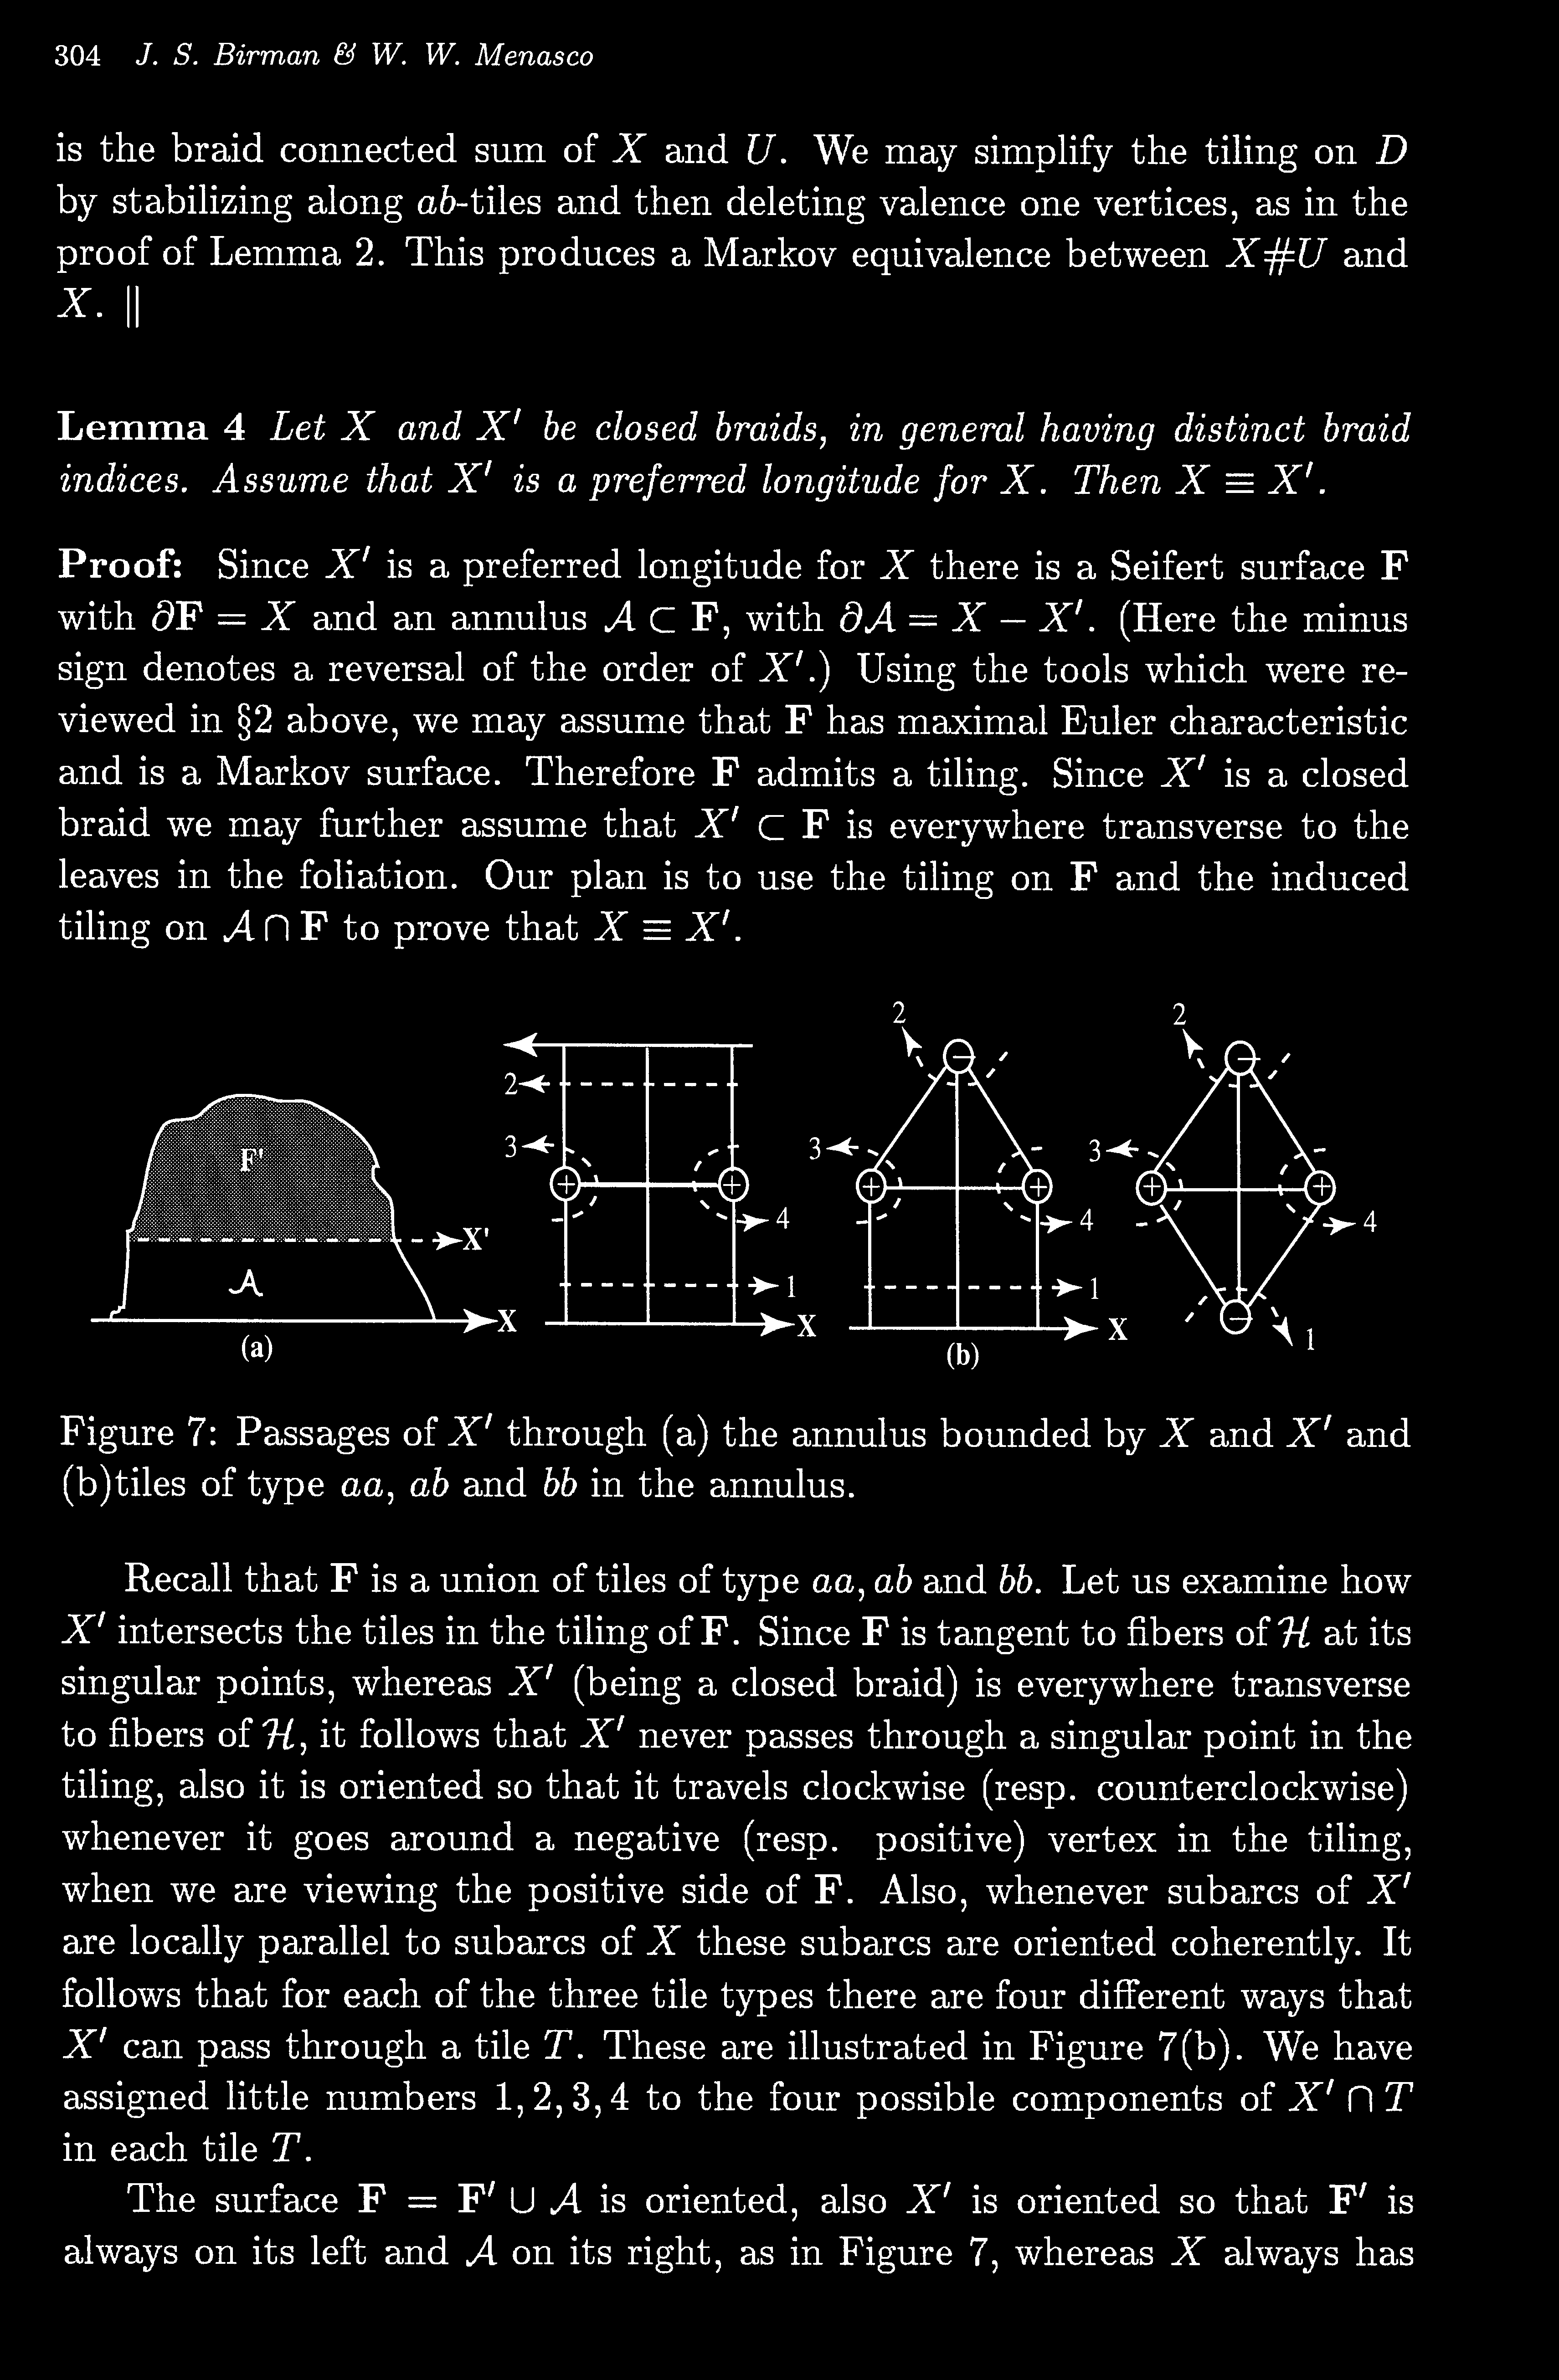 304 J. S. Birman & W. W. Menasco
is the braid connected sum of X and U. We may simplify the tiling on D
by stabilizing along ab-tiles and then deleting valence one vertices, as in the
proof of Lemma 2. This produces a Markov equivalence between X#U and
X. ||
Lemma 4 Let X and X' be closed braids, in general having distinct braid
indices. Assume that X' is a preferred longitude for X. Then X ≡ X'.
Proof: Since X' is a preferred longitude for X there is a Seifert surface F
with ∂F = X and an annulus 𝒜 ⊂ F, with ∂𝒜 = X − X'. (Here the minus
sign denotes a reversal of the order of X'.) Using the tools which were re-
viewed in §2 above, we may assume that F has maximal Euler characteristic
and is a Markov surface. Therefore F admits a tiling. Since X' is a closed
braid we may further assume that X' ⊂ F is everywhere transverse to the
leaves in the foliation. Our plan is to use the tiling on F and the induced
tiling on 𝒜 ∩ F to prove that X ≡ X'.
F'
X'
𝒜
X
(a)
2
3
+ +
4
1
X
2
−
3
+ +
4
1
X
(b)
2
−
3
+ +
4
−
1
Figure 7: Passages of X' through (a) the annulus bounded by X and X' and
(b)tiles of type aa, ab and bb in the annulus.
Recall that F is a union of tiles of type aa, ab and bb. Let us examine how
X' intersects the tiles in the tiling of F. Since F is tangent to fibers of ℋ at its
singular points, whereas X' (being a closed braid) is everywhere transverse
to fibers of ℋ, it follows that X' never passes through a singular point in the
tiling, also it is oriented so that it travels clockwise (resp. counterclockwise)
whenever it goes around a negative (resp. positive) vertex in the tiling,
when we are viewing the positive side of F. Also, whenever subarcs of X'
are locally parallel to subarcs of X these subarcs are oriented coherently. It
follows that for each of the three tile types there are four different ways that
X' can pass through a tile T. These are illustrated in Figure 7(b). We have
assigned little numbers 1, 2, 3, 4 to the four possible components of X' ∩ T
in each tile T.
The surface F = F' ∪ 𝒜 is oriented, also X' is oriented so that F' is
always on its left and 𝒜 on its right, as in Figure 7, whereas X always has